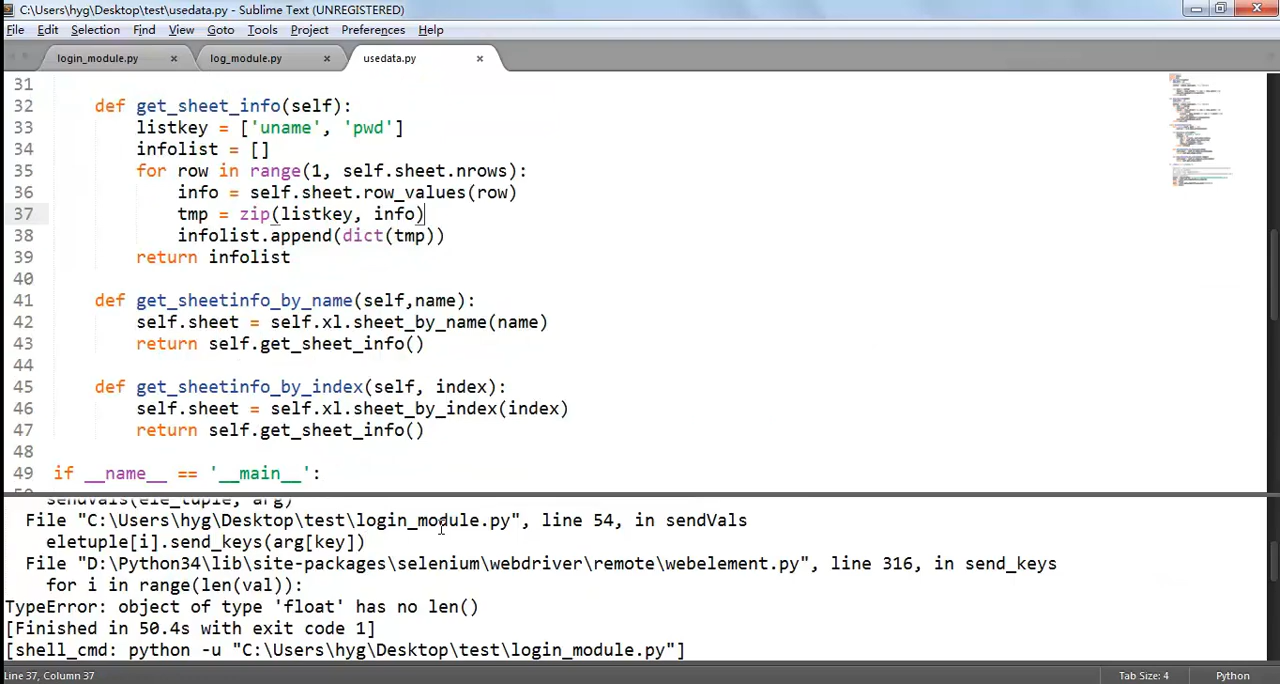 C:\Users\hyg\Desktop\test\usedata.py - Sublime Text (UNREGISTERED)
File Edit Selection Find View Goto Tools Project Preferences Help
login_module.py × log_module.py × usedata.py ×
31
32 def get_sheet_info(self):
33 listkey = ['uname', 'pwd']
34 infolist = []
35 for row in range(1, self.sheet.nrows):
36 info = self.sheet.row_values(row)
37 tmp = zip(listkey, info)
38 infolist.append(dict(tmp))
39 return infolist
40
41 def get_sheetinfo_by_name(self,name):
42 self.sheet = self.xl.sheet_by_name(name)
43 return self.get_sheet_info()
44
45 def get_sheetinfo_by_index(self, index):
46 self.sheet = self.xl.sheet_by_index(index)
47 return self.get_sheet_info()
48
49 if __name__ == '__main__':
sendVals(ele_tuple, arg)
File "C:\Users\hyg\Desktop\test\login_module.py", line 54, in sendVals
eletuple[i].send_keys(arg[key])
File "D:\Python34\lib\site-packages\selenium\webdriver\remote\webelement.py", line 316, in send_keys
for i in range(len(val)):
TypeError: object of type 'float' has no len()
[Finished in 50.4s with exit code 1]
[shell_cmd: python -u "C:\Users\hyg\Desktop\test\login_module.py"]
Line 37, Column 37 Tab Size: 4 Python